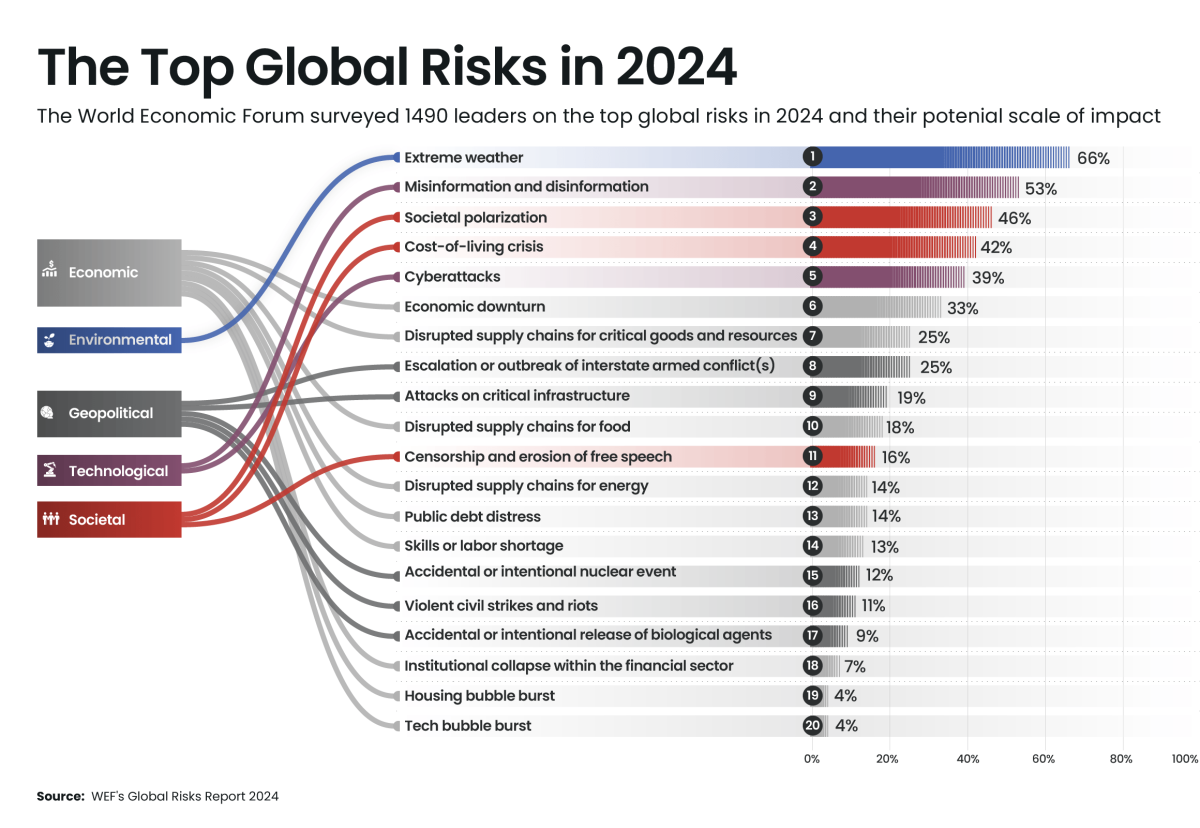 The Top Global Risks in 2024
The World Economic Forum surveyed 1490 leaders on the top global risks in 2024 and their potenial scale of impact
Economic
Environmental
Geopolitical
Technological
Societal
Extreme weather 1 66%
Misinformation and disinformation 2 53%
Societal polarization 3 46%
Cost-of-living crisis 4 42%
Cyberattacks 5 39%
Economic downturn 6 33%
Disrupted supply chains for critical goods and resources 7 25%
Escalation or outbreak of interstate armed conflict(s) 8 25%
Attacks on critical infrastructure 9 19%
Disrupted supply chains for food 10 18%
Censorship and erosion of free speech 11 16%
Disrupted supply chains for energy 12 14%
Public debt distress 13 14%
Skills or labor shortage 14 13%
Accidental or intentional nuclear event 15 12%
Violent civil strikes and riots 16 11%
Accidental or intentional release of biological agents 17 9%
Institutional collapse within the financial sector 18 7%
Housing bubble burst 19 4%
Tech bubble burst 20 4%
0% 20% 40% 60% 80% 100%
Source: WEF's Global Risks Report 2024